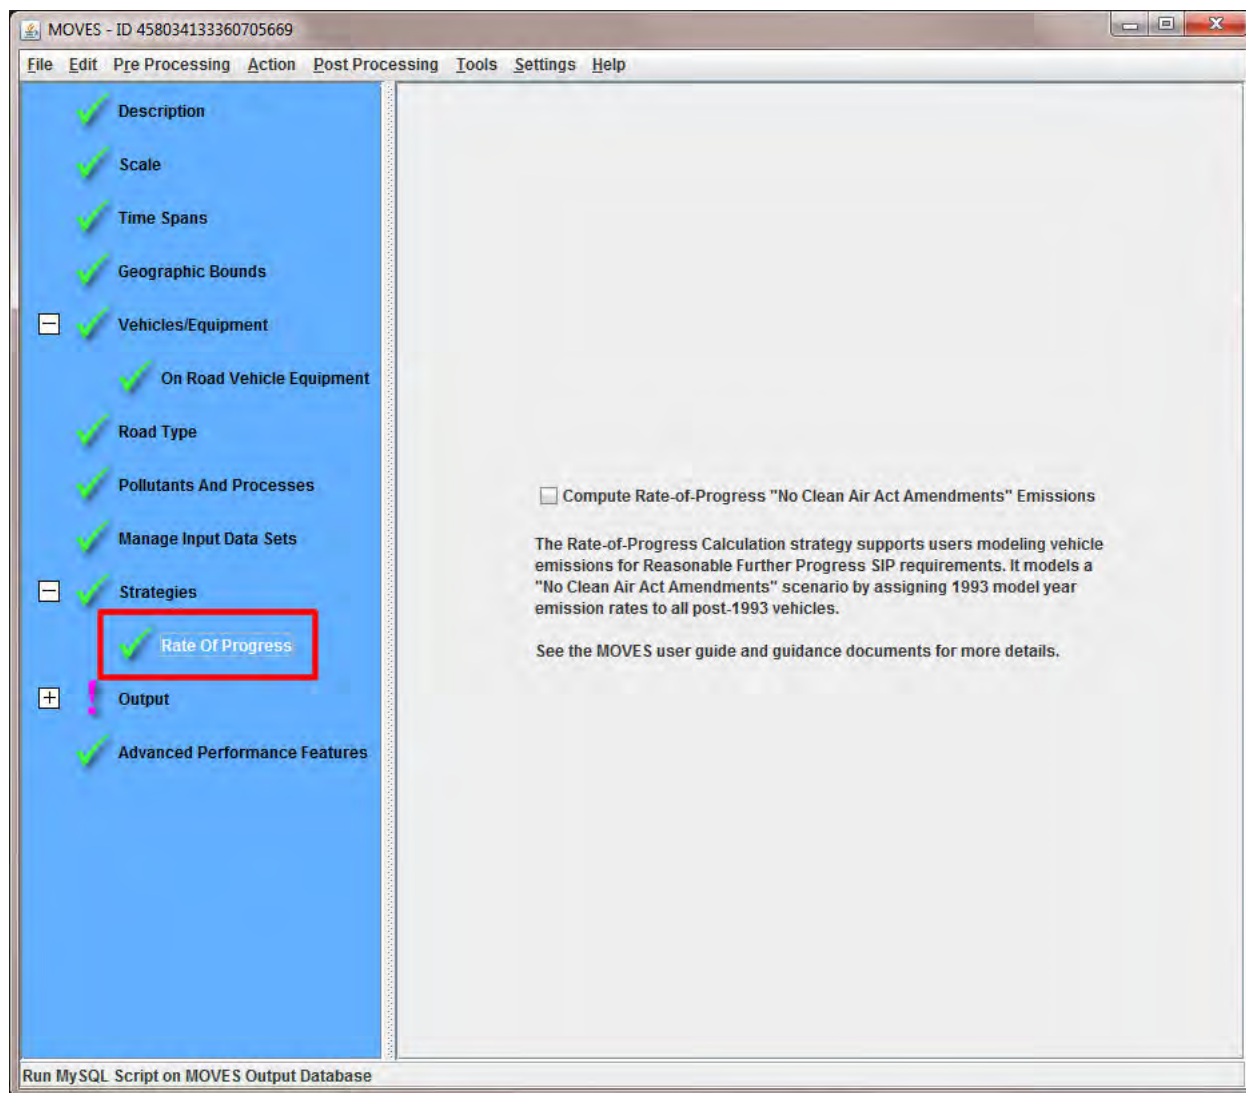 MOVES - ID 458034133360705669
File Edit Pre Processing Action Post Processing Tools Settings Help
Description
Scale
Time Spans
Geographic Bounds
Vehicles/Equipment
On Road Vehicle Equipment
Road Type
Pollutants And Processes
Manage Input Data Sets
Strategies
Rate Of Progress
Output
Advanced Performance Features
Compute Rate-of-Progress "No Clean Air Act Amendments" Emissions
The Rate-of-Progress Calculation strategy supports users modeling vehicle
emissions for Reasonable Further Progress SIP requirements. It models a
"No Clean Air Act Amendments" scenario by assigning 1993 model year
emission rates to all post-1993 vehicles.
See the MOVES user guide and guidance documents for more details.
Run MySQL Script on MOVES Output Database